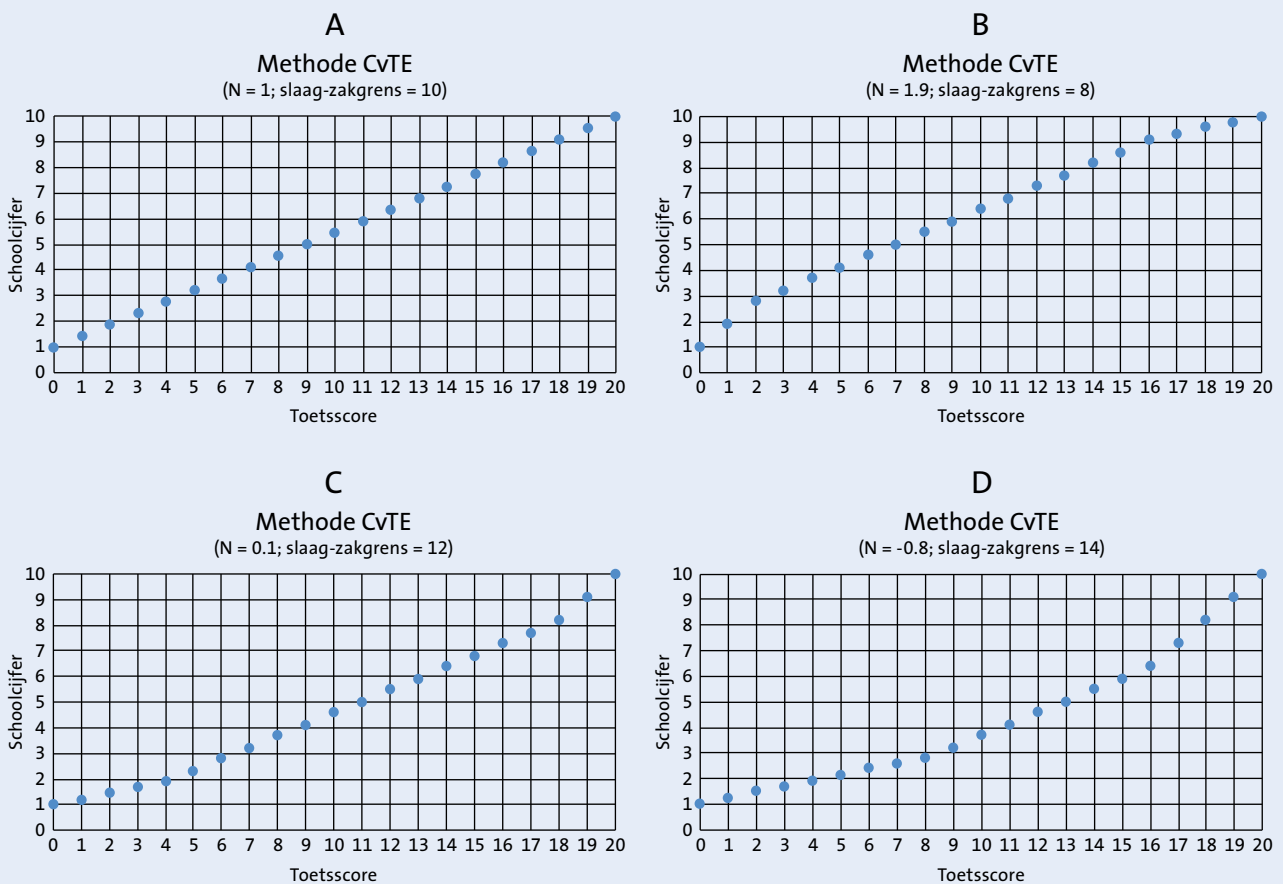 A
Methode CvTE
(N = 1; slaag-zakgrens = 10)
10
9
8
7
6
5
4
3
2
1
0
Schoolcijfer
0 1 2 3 4 5 6 7 8 9 10 11 12 13 14 15 16 17 18 19 20
Toetsscore
B
Methode CvTE
(N = 1.9; slaag-zakgrens = 8)
10
9
8
7
6
5
4
3
2
1
0
Schoolcijfer
0 1 2 3 4 5 6 7 8 9 10 11 12 13 14 15 16 17 18 19 20
Toetsscore
C
Methode CvTE
(N = 0.1; slaag-zakgrens = 12)
10
9
8
7
6
5
4
3
2
1
0
Schoolcijfer
0 1 2 3 4 5 6 7 8 9 10 11 12 13 14 15 16 17 18 19 20
Toetsscore
D
Methode CvTE
(N = -0.8; slaag-zakgrens = 14)
10
9
8
7
6
5
4
3
2
1
0
Schoolcijfer
0 1 2 3 4 5 6 7 8 9 10 11 12 13 14 15 16 17 18 19 20
Toetsscore